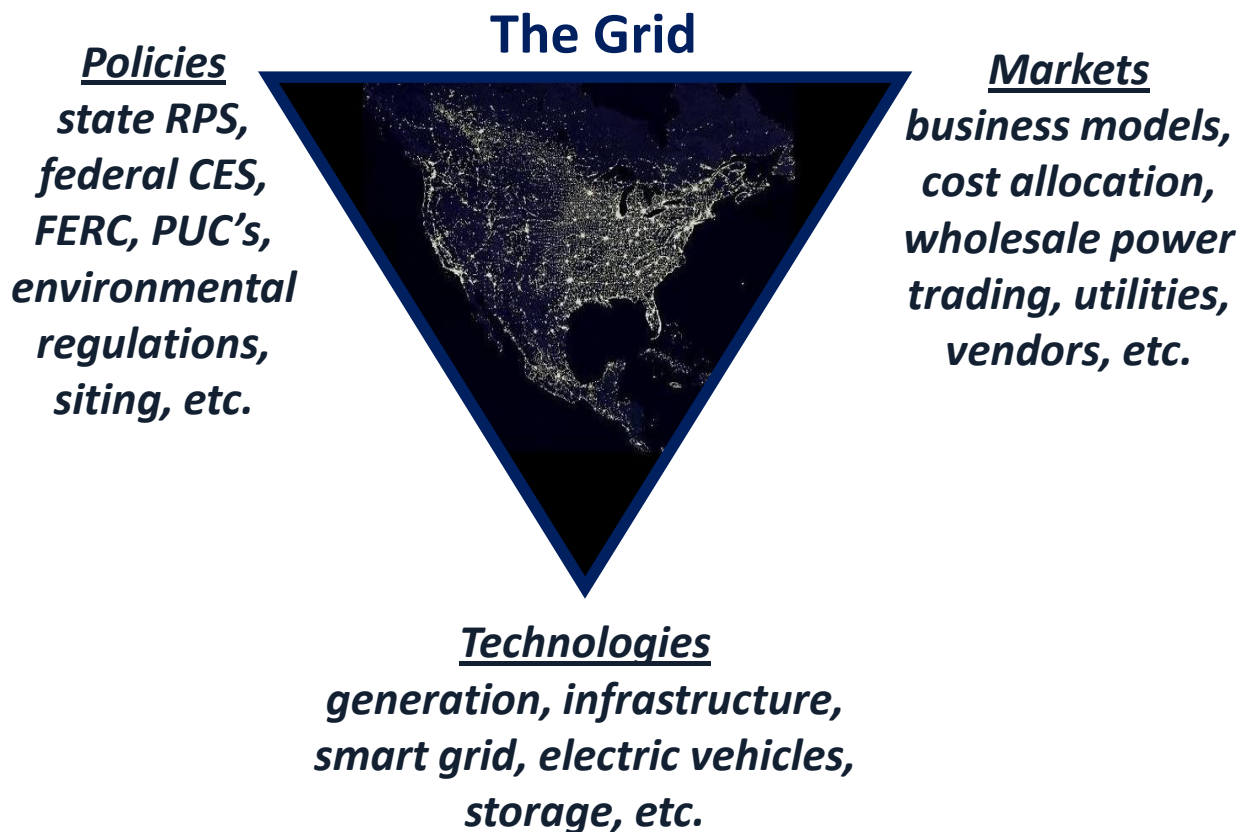 The Grid
Policies
state RPS,
federal CES,
FERC, PUC’s,
environmental
regulations,
siting, etc.
Markets
business models,
cost allocation,
wholesale power
trading, utilities,
vendors, etc.
Technologies
generation, infrastructure,
smart grid, electric vehicles,
storage, etc.